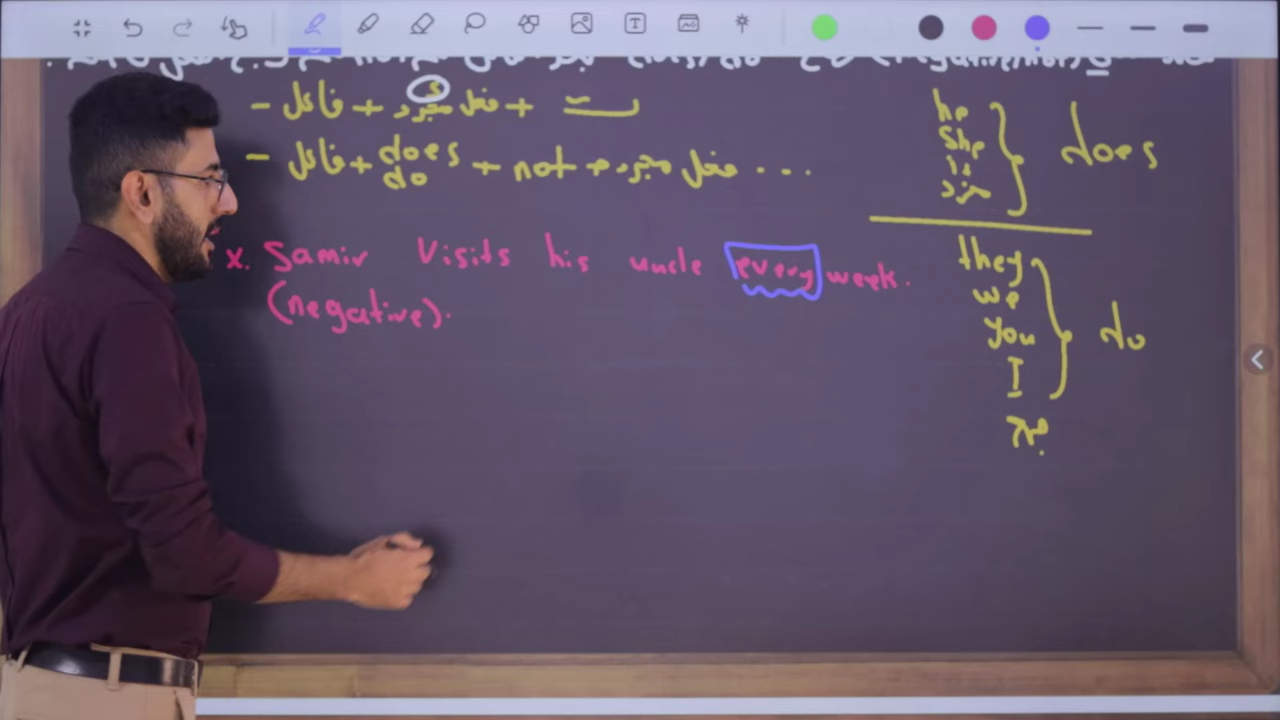 - فاعل + فعل مجرد s + تكملة
- فاعل + does do + not + فعل مجرد ...
x. Samir Visits his uncle every week.
(negative).
he
she
it
مفرد
does
they
we
you
I
جمع
do